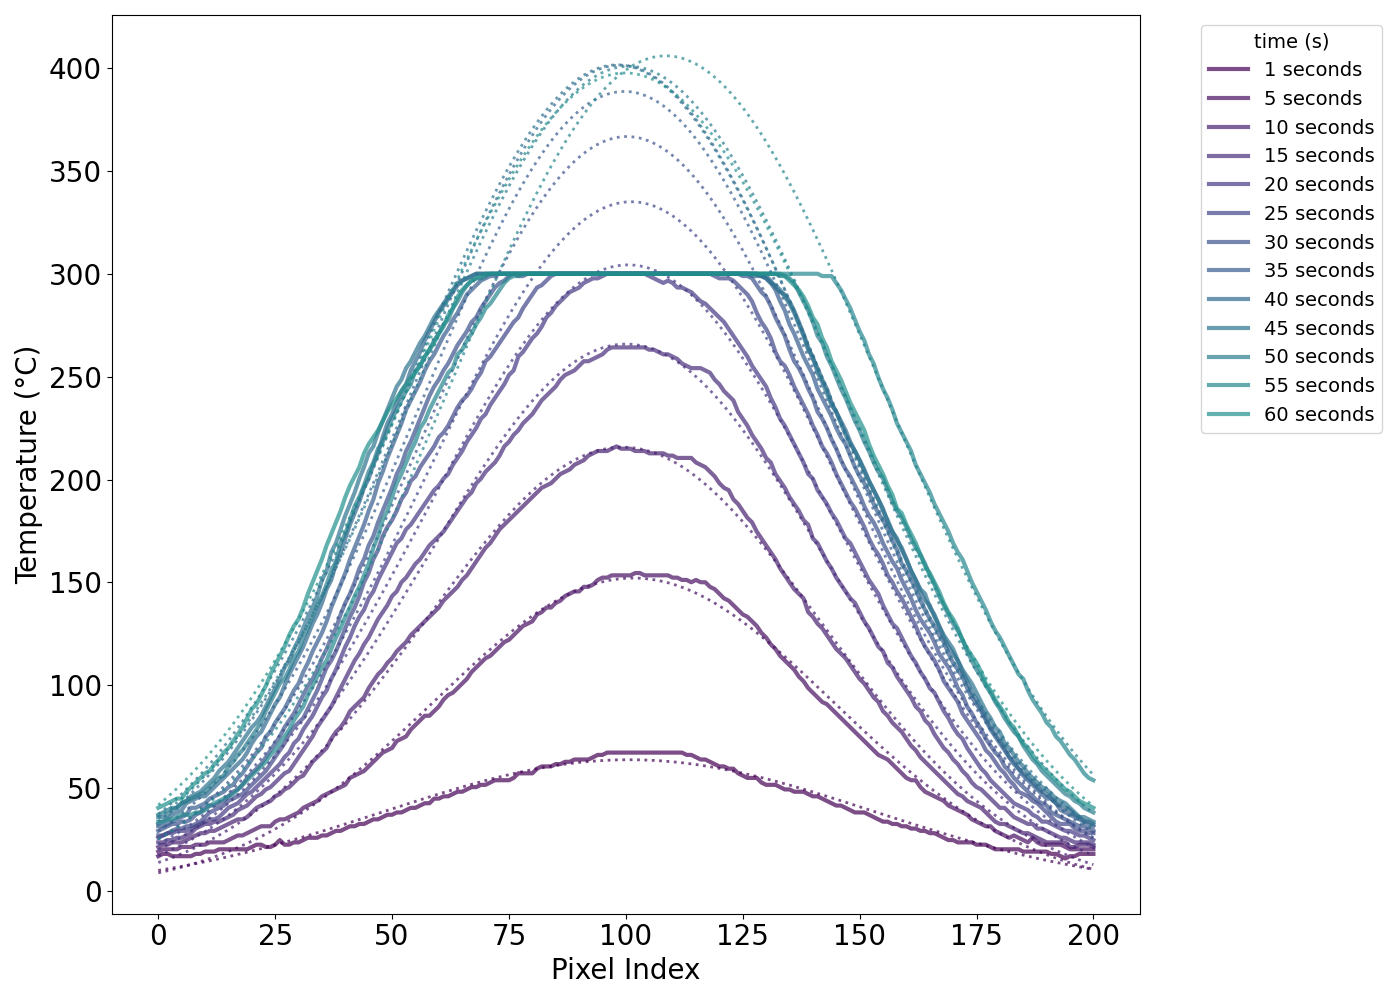 400
350
300
250
200
150
100
50
0
Temperature (°C)
0 25 50 75 100 125 150 175 200
Pixel Index
time (s)
1 seconds
5 seconds
10 seconds
15 seconds
20 seconds
25 seconds
30 seconds
35 seconds
40 seconds
45 seconds
50 seconds
55 seconds
60 seconds